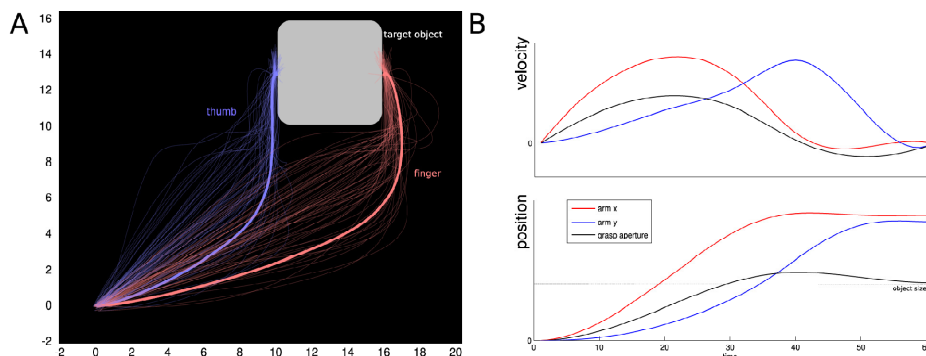 A
16
14
12
10
8
6
4
2
0
-2
2 0 2 4 6 8 10 12 14 16 18 20
target object
thumb
finger
B
velocity
0
position
arm x
arm y
grasp aperture
object size
0 10 20 30 40 50 60